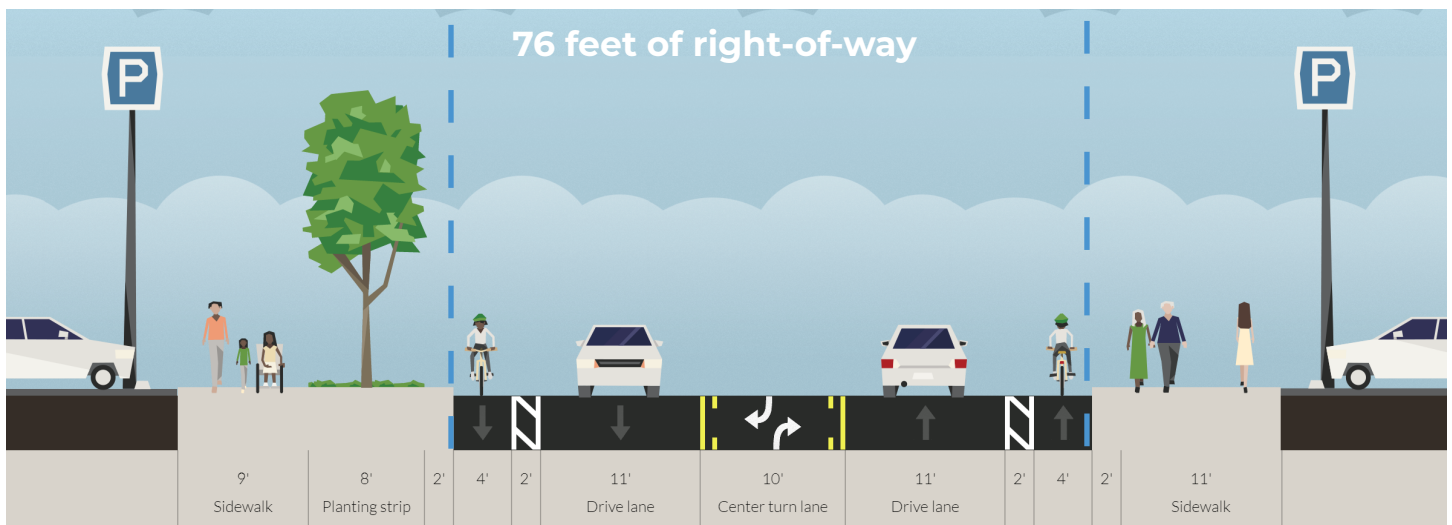 76 feet of right-of-way
P
P
9' 8' 2' 4' 2' 11' 10' 11' 2' 4' 2' 11'
Sidewalk Planting strip Drive lane Center turn lane Drive lane Sidewalk